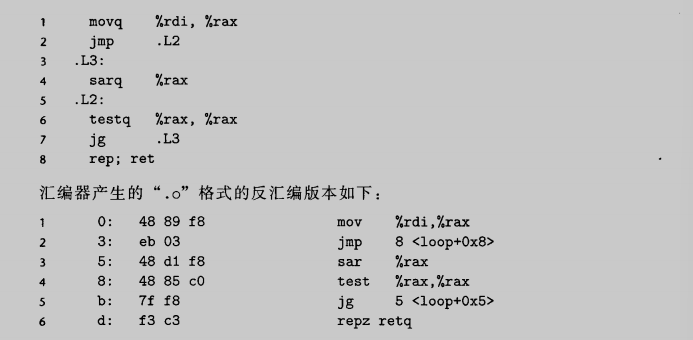 1 movq %rdi, %rax
2 jmp .L2
3 .L3:
4 sarq %rax
5 .L2:
6 testq %rax, %rax
7 jg .L3
8 rep; ret
汇编器产生的“.o”格式的反汇编版本如下：
1 0: 48 89 f8 mov %rdi,%rax
2 3: eb 03 jmp 8 <loop+0x8>
3 5: 48 d1 f8 sar %rax
4 8: 48 85 c0 test %rax,%rax
5 b: 7f f8 jg 5 <loop+0x5>
6 d: f3 c3 repz retq